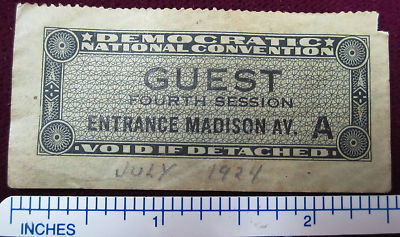 ★DEMOCRATIC★
NATIONAL CONVENTION
GUEST
FOURTH SESSION
ENTRANCE MADISON AV. A
·VOID IF DETACHED·
JULY 1924
INCHES 1 2